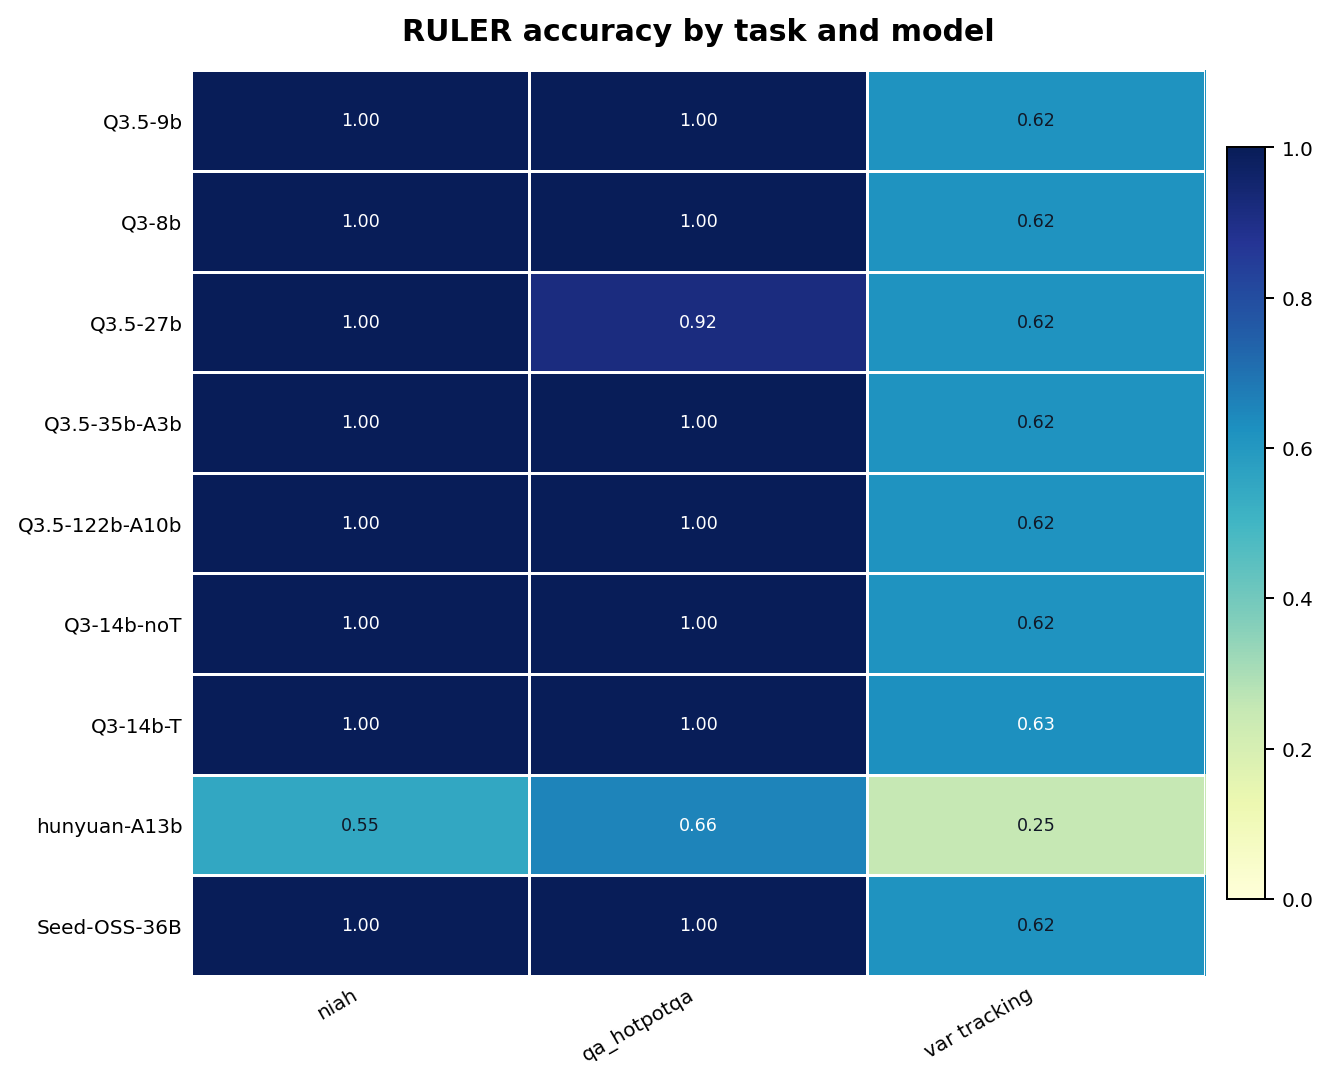 RULER accuracy by task and model
Q3.5-9b 1.00 1.00 0.62
Q3-8b 1.00 1.00 0.62
Q3.5-27b 1.00 0.92 0.62
Q3.5-35b-A3b 1.00 1.00 0.62
Q3.5-122b-A10b 1.00 1.00 0.62
Q3-14b-noT 1.00 1.00 0.62
Q3-14b-T 1.00 1.00 0.63
hunyuan-A13b 0.55 0.66 0.25
Seed-OSS-36B 1.00 1.00 0.62
niah qa_hotpotqa var tracking
1.0
0.8
0.6
0.4
0.2
0.0